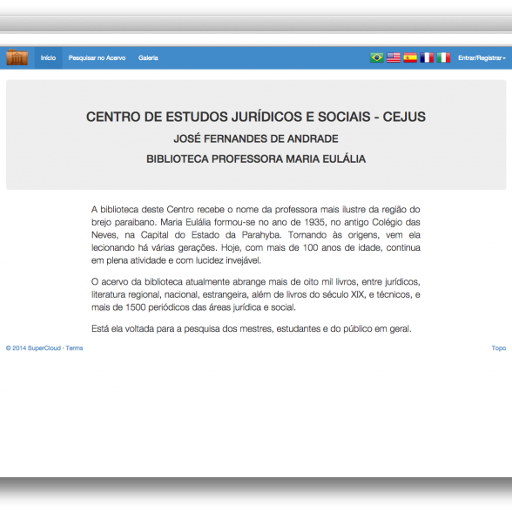 Início Pesquisar no Acervo Galeria Entrar/Registrar
CENTRO DE ESTUDOS JURÍDICOS E SOCIAIS - CEJUS
JOSÉ FERNANDES DE ANDRADE
BIBLIOTECA PROFESSORA MARIA EULÁLIA
A biblioteca deste Centro recebe o nome da professora mais ilustre da região do
brejo paraibano. Maria Eulália formou-se no ano de 1935, no antigo Colégio das
Neves, na Capital do Estado da Parahyba. Tornando às origens, vem ela
lecionando há várias gerações. Hoje, com mais de 100 anos de idade, continua
em plena atividade e com lucidez invejável.
O acervo da biblioteca atualmente abrange mais de oito mil livros, entre jurídicos,
literatura regional, nacional, estrangeira, além de livros do século XIX, e técnicos, e
mais de 1500 periódicos das áreas jurídica e social.
Está ela voltada para a pesquisa dos mestres, estudantes e do público em geral.
© 2014 SuperCloud - Terms Topo